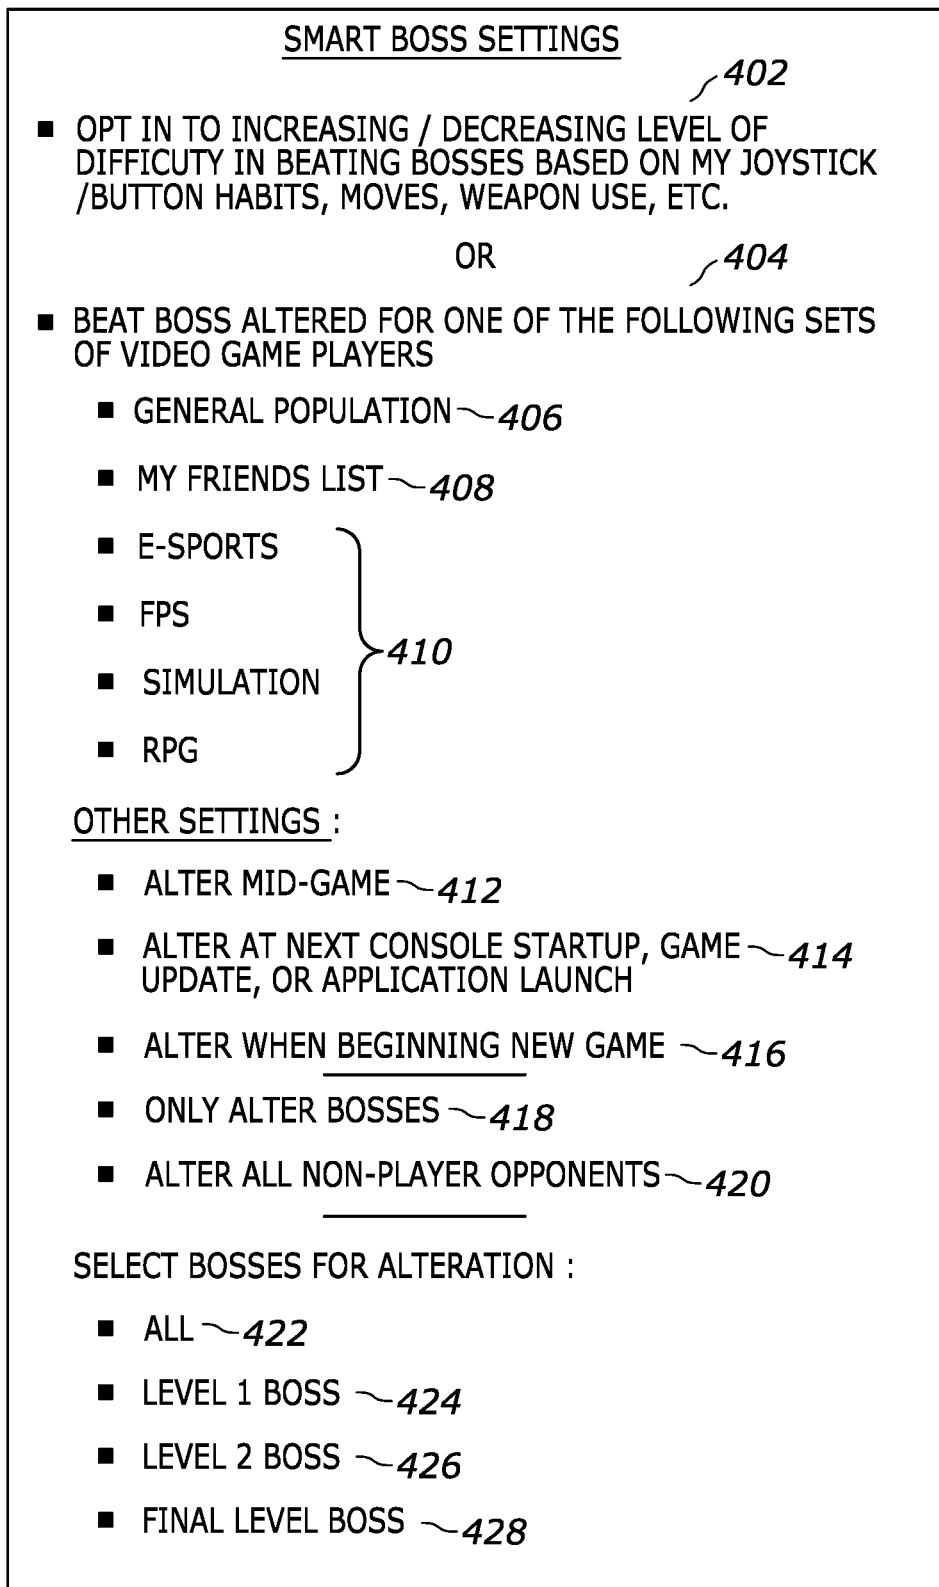 SMART BOSS SETTINGS
402
■ OPT IN TO INCREASING / DECREASING LEVEL OF
DIFFICUTY IN BEATING BOSSES BASED ON MY JOYSTICK
/BUTTON HABITS, MOVES, WEAPON USE, ETC.
OR
404
■ BEAT BOSS ALTERED FOR ONE OF THE FOLLOWING SETS
OF VIDEO GAME PLAYERS
■ GENERAL POPULATION 406
■ MY FRIENDS LIST 408
■ E-SPORTS
■ FPS
410
■ SIMULATION
■ RPG
OTHER SETTINGS :
■ ALTER MID-GAME 412
■ ALTER AT NEXT CONSOLE STARTUP, GAME 414
UPDATE, OR APPLICATION LAUNCH
■ ALTER WHEN BEGINNING NEW GAME 416
■ ONLY ALTER BOSSES 418
■ ALTER ALL NON-PLAYER OPPONENTS 420
SELECT BOSSES FOR ALTERATION :
■ ALL 422
■ LEVEL 1 BOSS 424
■ LEVEL 2 BOSS 426
■ FINAL LEVEL BOSS 428